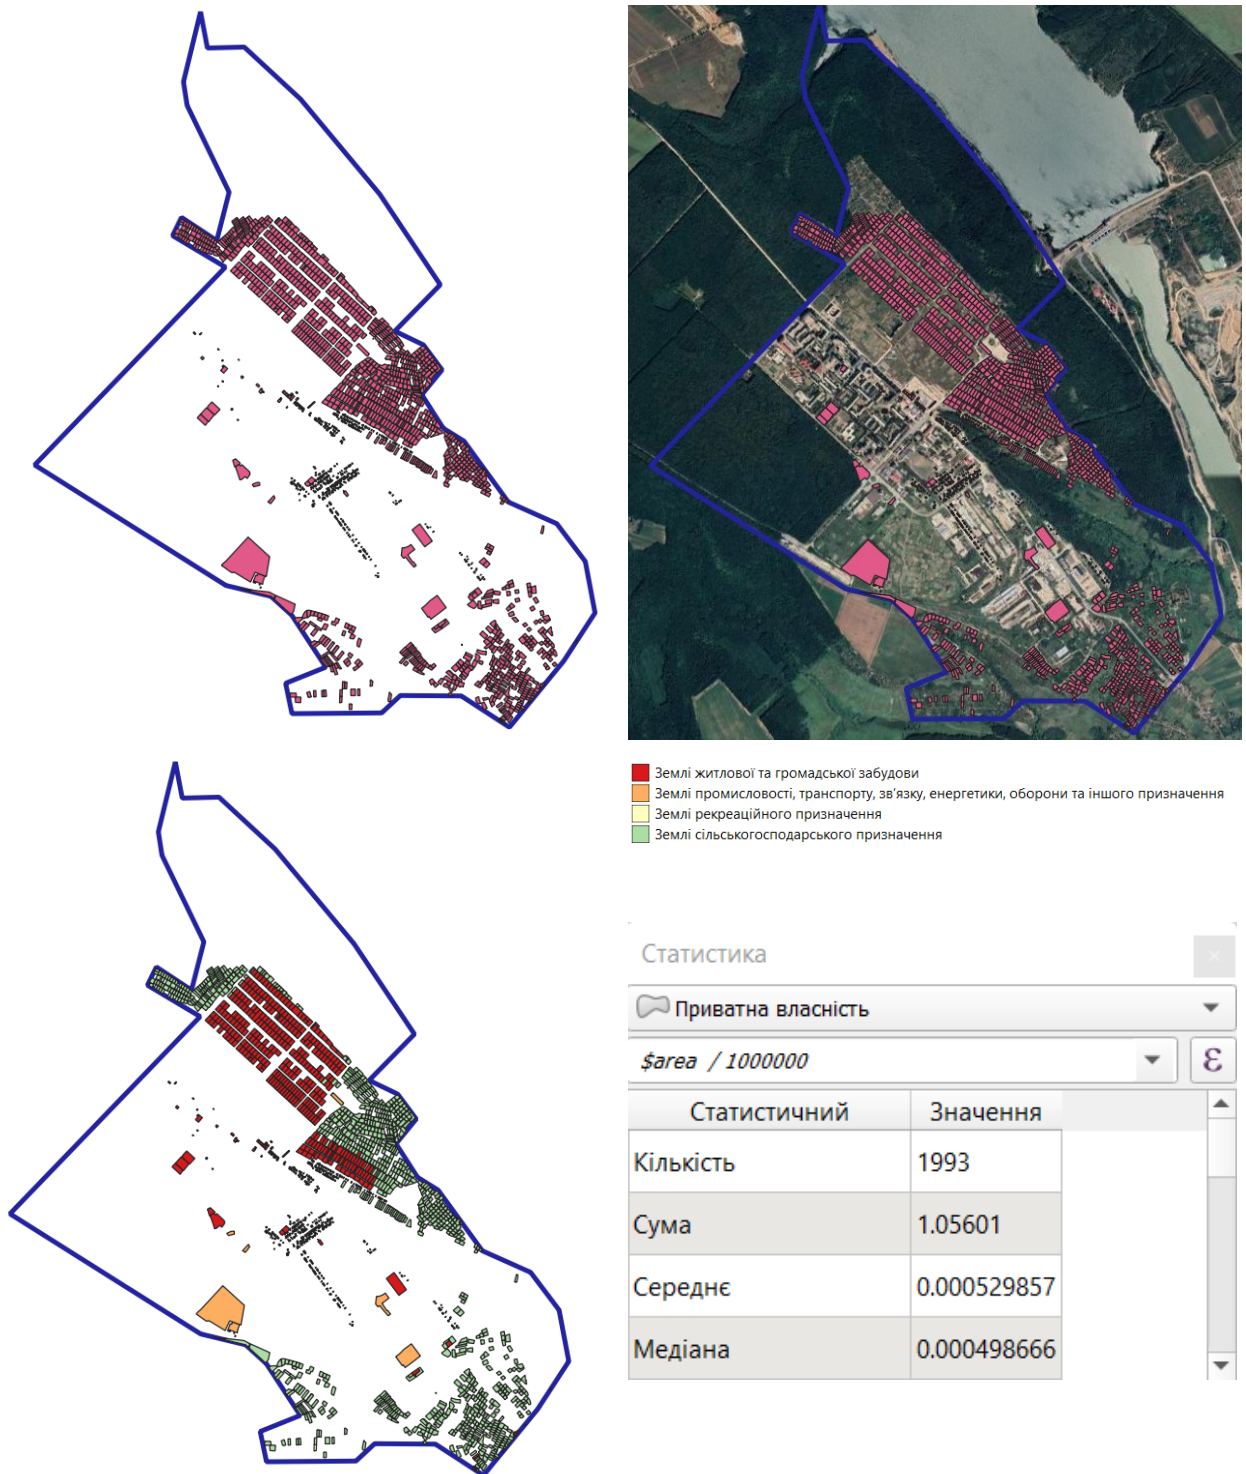 Землі житлової та громадської забудови
Землі промисловості, транспорту, зв'язку, енергетики, оборони та іншого призначення
Землі рекреаційного призначення
Землі сільськогосподарського призначення
Статистика
Приватна власність
$area / 1000000
ε
Статистичний Значення
Кількість 1993
Сума 1.05601
Середнє 0.000529857
Медіана 0.000498666